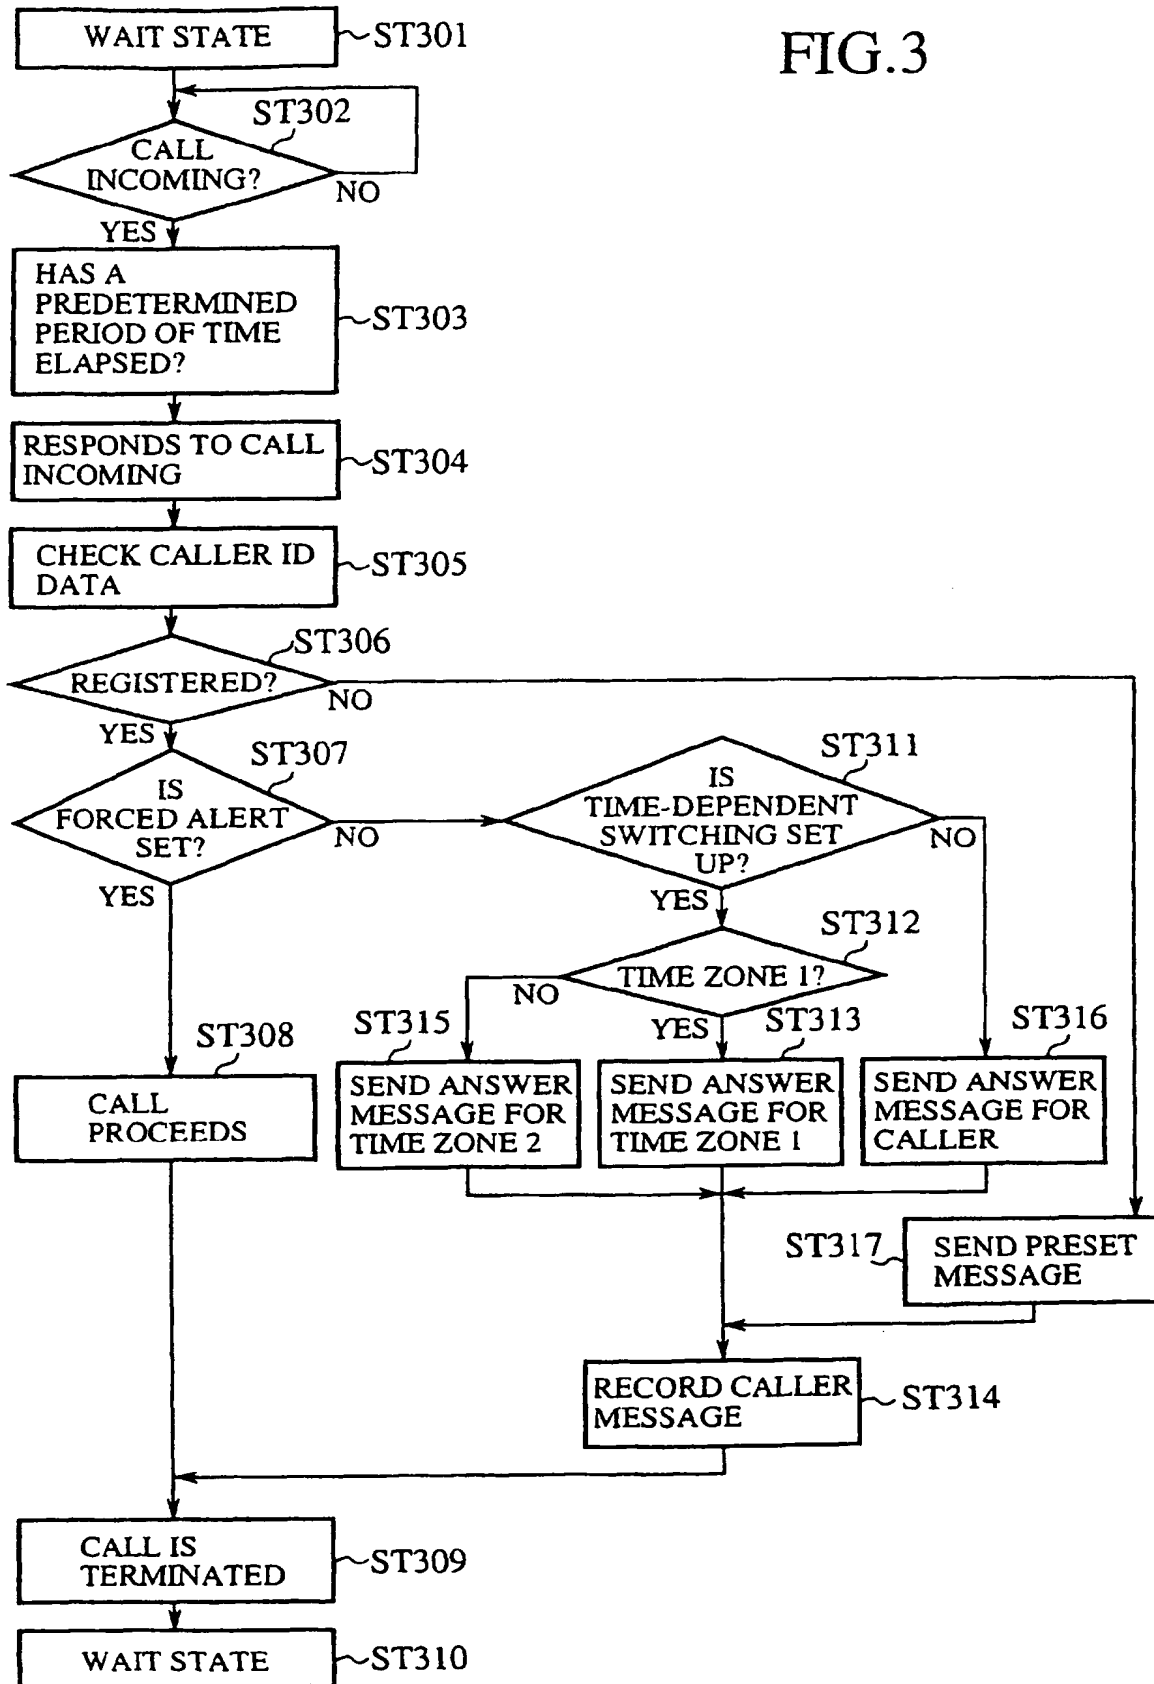 FIG.3
WAIT STATE
ST301
ST302
CALL
INCOMING?
NO
YES
HAS A
PREDETERMINED
PERIOD OF TIME
ELAPSED?
ST303
RESPONDS TO CALL
INCOMING
ST304
CHECK CALLER ID
DATA
ST305
ST306
REGISTERED?
NO
YES
ST307
IS
FORCED ALERT
SET?
NO
YES
ST311
IS
TIME-DEPENDENT
SWITCHING SET
UP?
NO
YES
ST312
TIME ZONE 1?
NO
YES
ST308
CALL
PROCEEDS
ST315
SEND ANSWER
MESSAGE FOR
TIME ZONE 2
ST313
SEND ANSWER
MESSAGE FOR
TIME ZONE 1
ST316
SEND ANSWER
MESSAGE FOR
CALLER
ST317
SEND PRESET
MESSAGE
RECORD CALLER
MESSAGE
ST314
CALL IS
TERMINATED
ST309
WAIT STATE
ST310